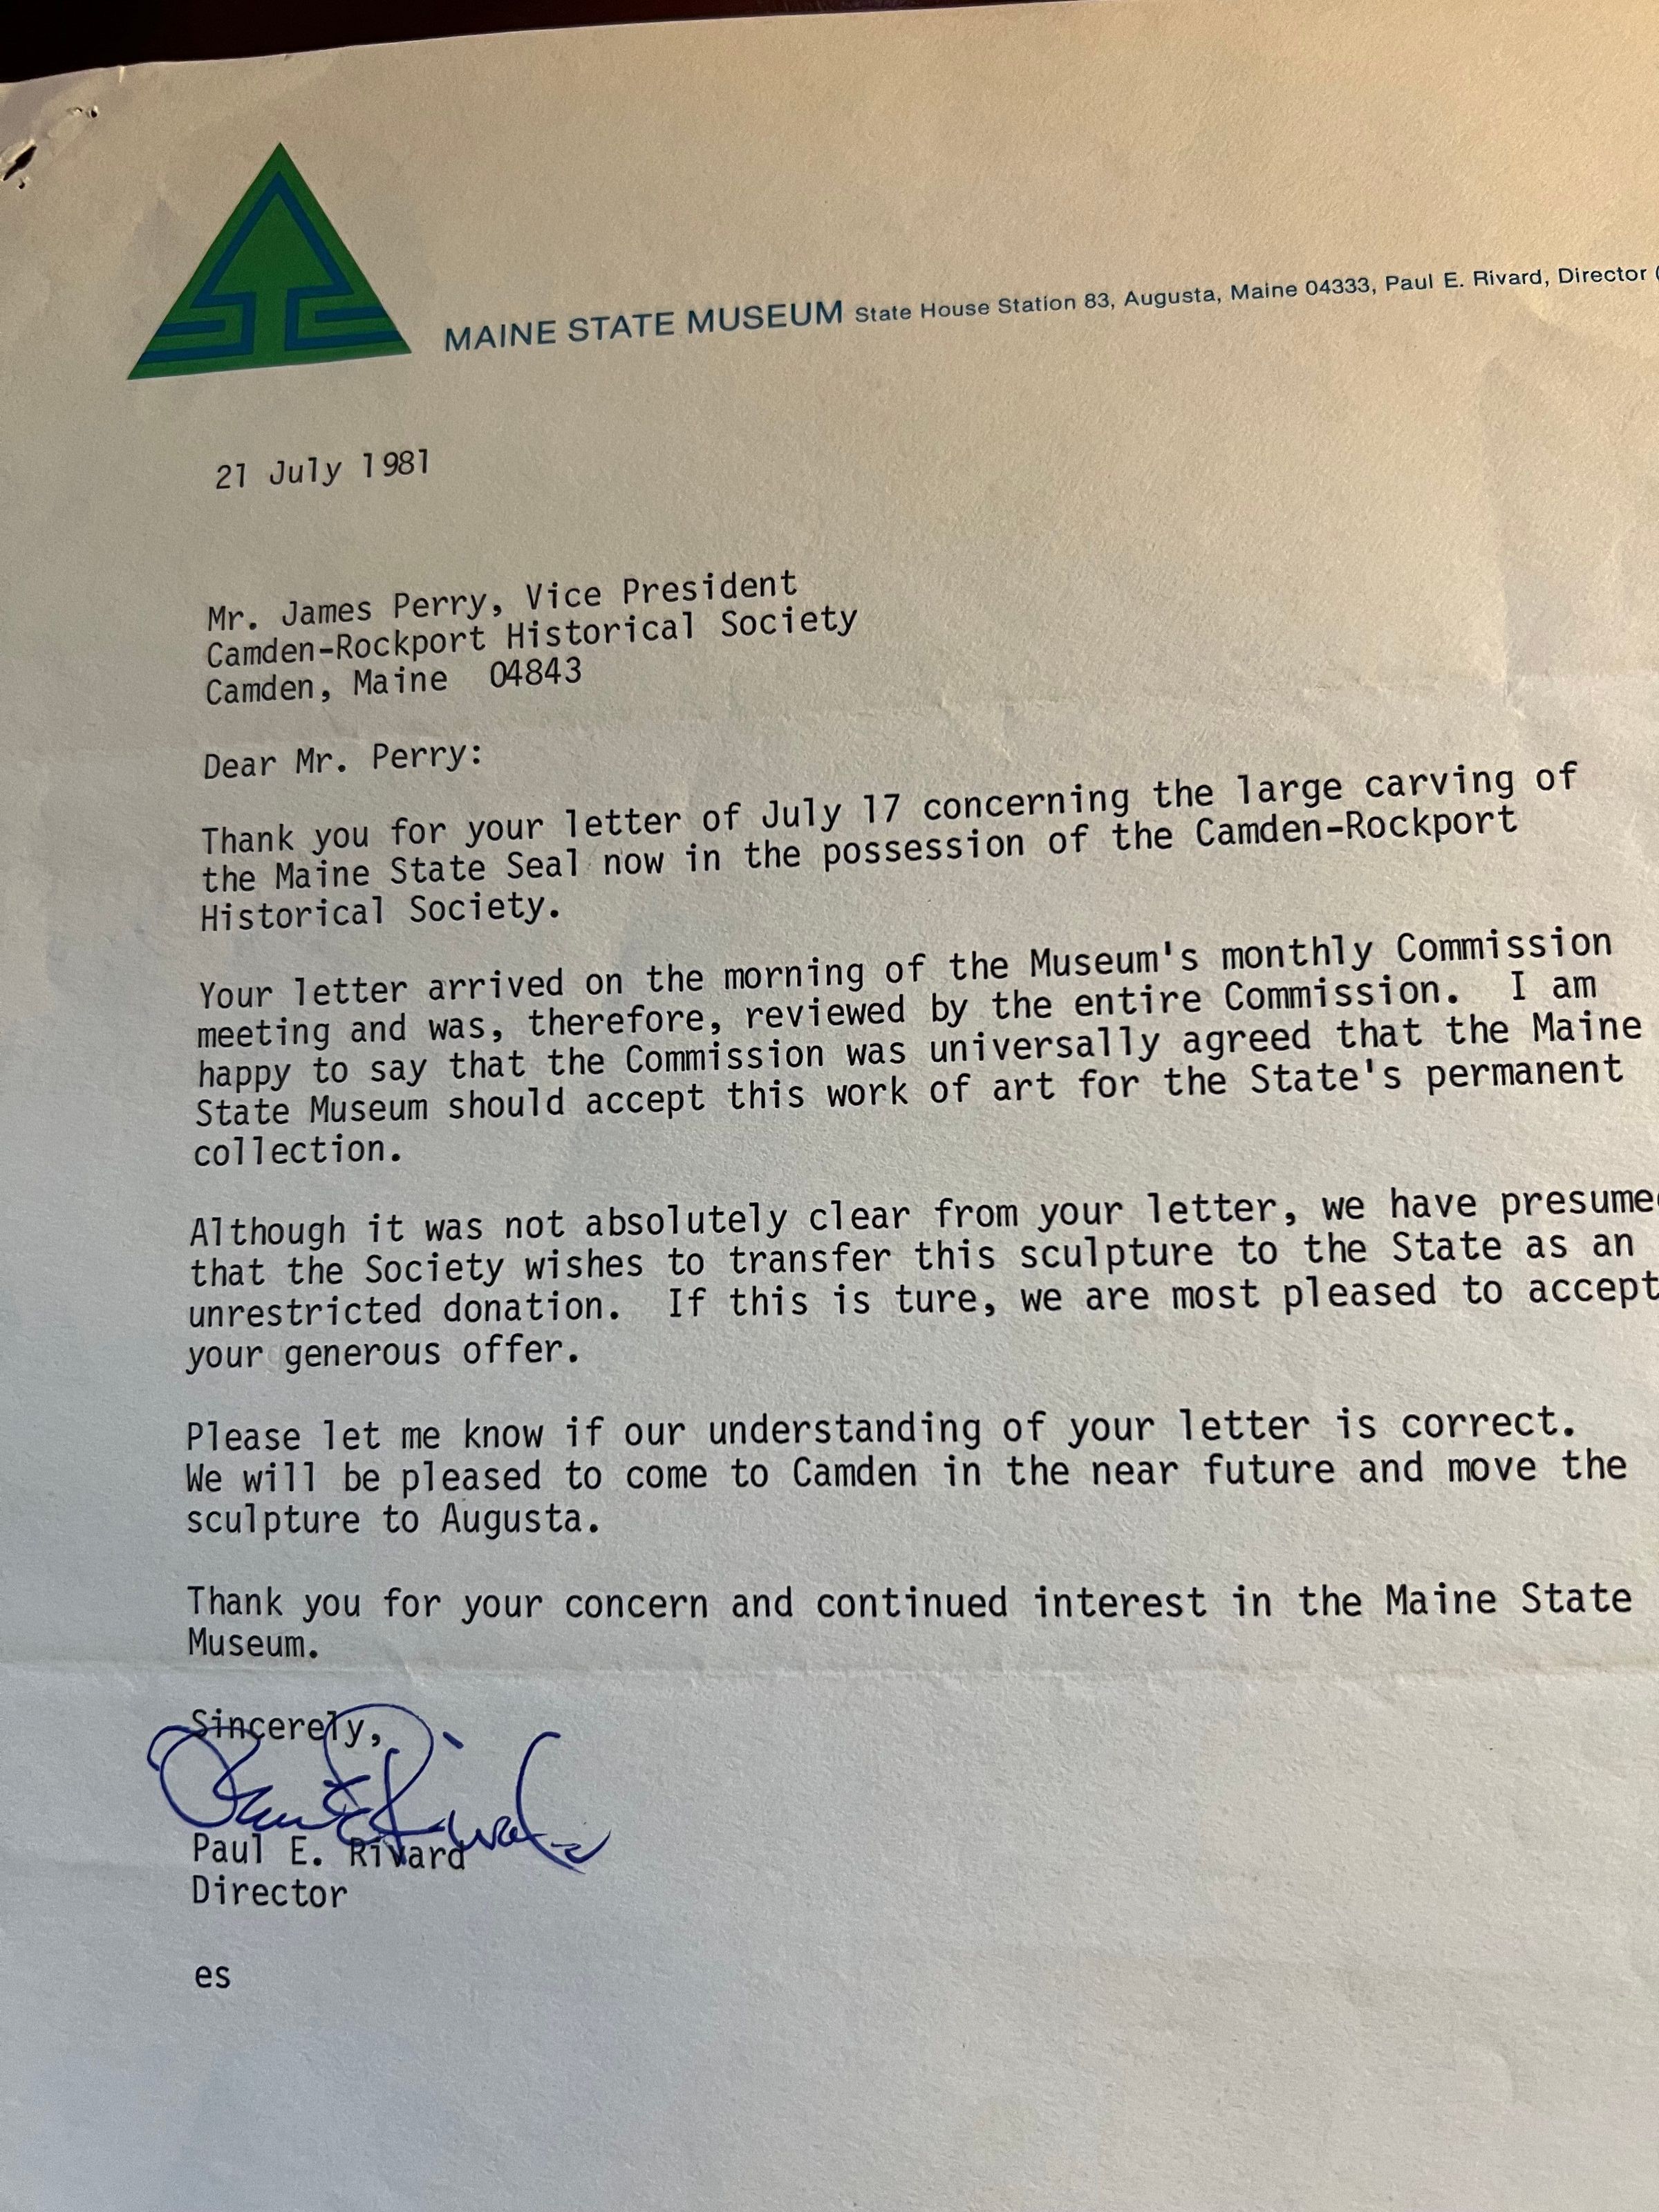 MAINE STATE MUSEUM State House Station 83, Augusta, Maine 04333, Paul E. Rivard, Director (
21 July 1981
Mr. James Perry, Vice President
Camden-Rockport Historical Society
Camden, Maine 04843
Dear Mr. Perry:
Thank you for your letter of July 17 concerning the large carving of
the Maine State Seal now in the possession of the Camden-Rockport
Historical Society.
Your letter arrived on the morning of the Museum's monthly Commission
meeting and was, therefore, reviewed by the entire Commission. I am
happy to say that the Commission was universally agreed that the Maine
State Museum should accept this work of art for the State's permanent
collection.
Although it was not absolutely clear from your letter, we have presume
that the Society wishes to transfer this sculpture to the State as an
unrestricted donation. If this is ture, we are most pleased to accept
your generous offer.
Please let me know if our understanding of your letter is correct.
We will be pleased to come to Camden in the near future and move the
sculpture to Augusta.
Thank you for your concern and continued interest in the Maine State
Museum.
Sincerely,
Paul E. Rivard
Paul E. Rivard
Director
es